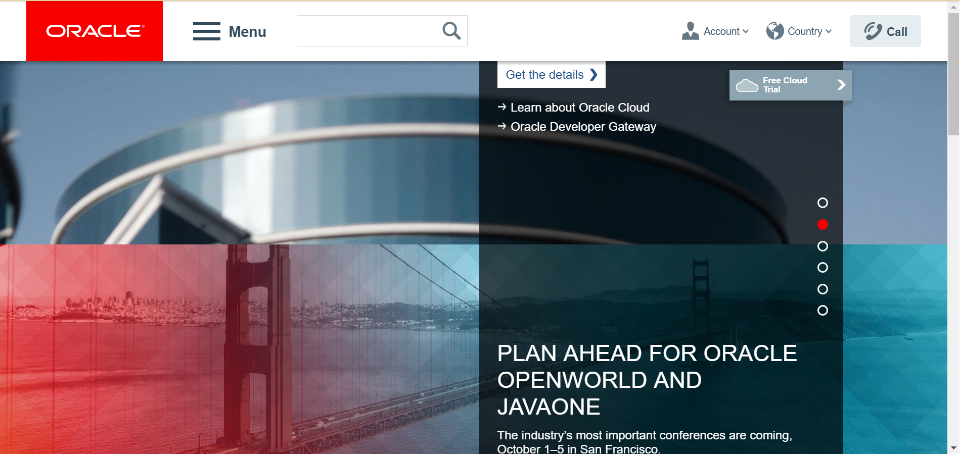 ORACLE®
Menu
Account
Country
Call
Get the details
Free Cloud
Trial
Learn about Oracle Cloud
Oracle Developer Gateway
PLAN AHEAD FOR ORACLE
OPENWORLD AND
JAVAONE
The industry's most important conferences are coming,
October 1–5 in San Francisco.